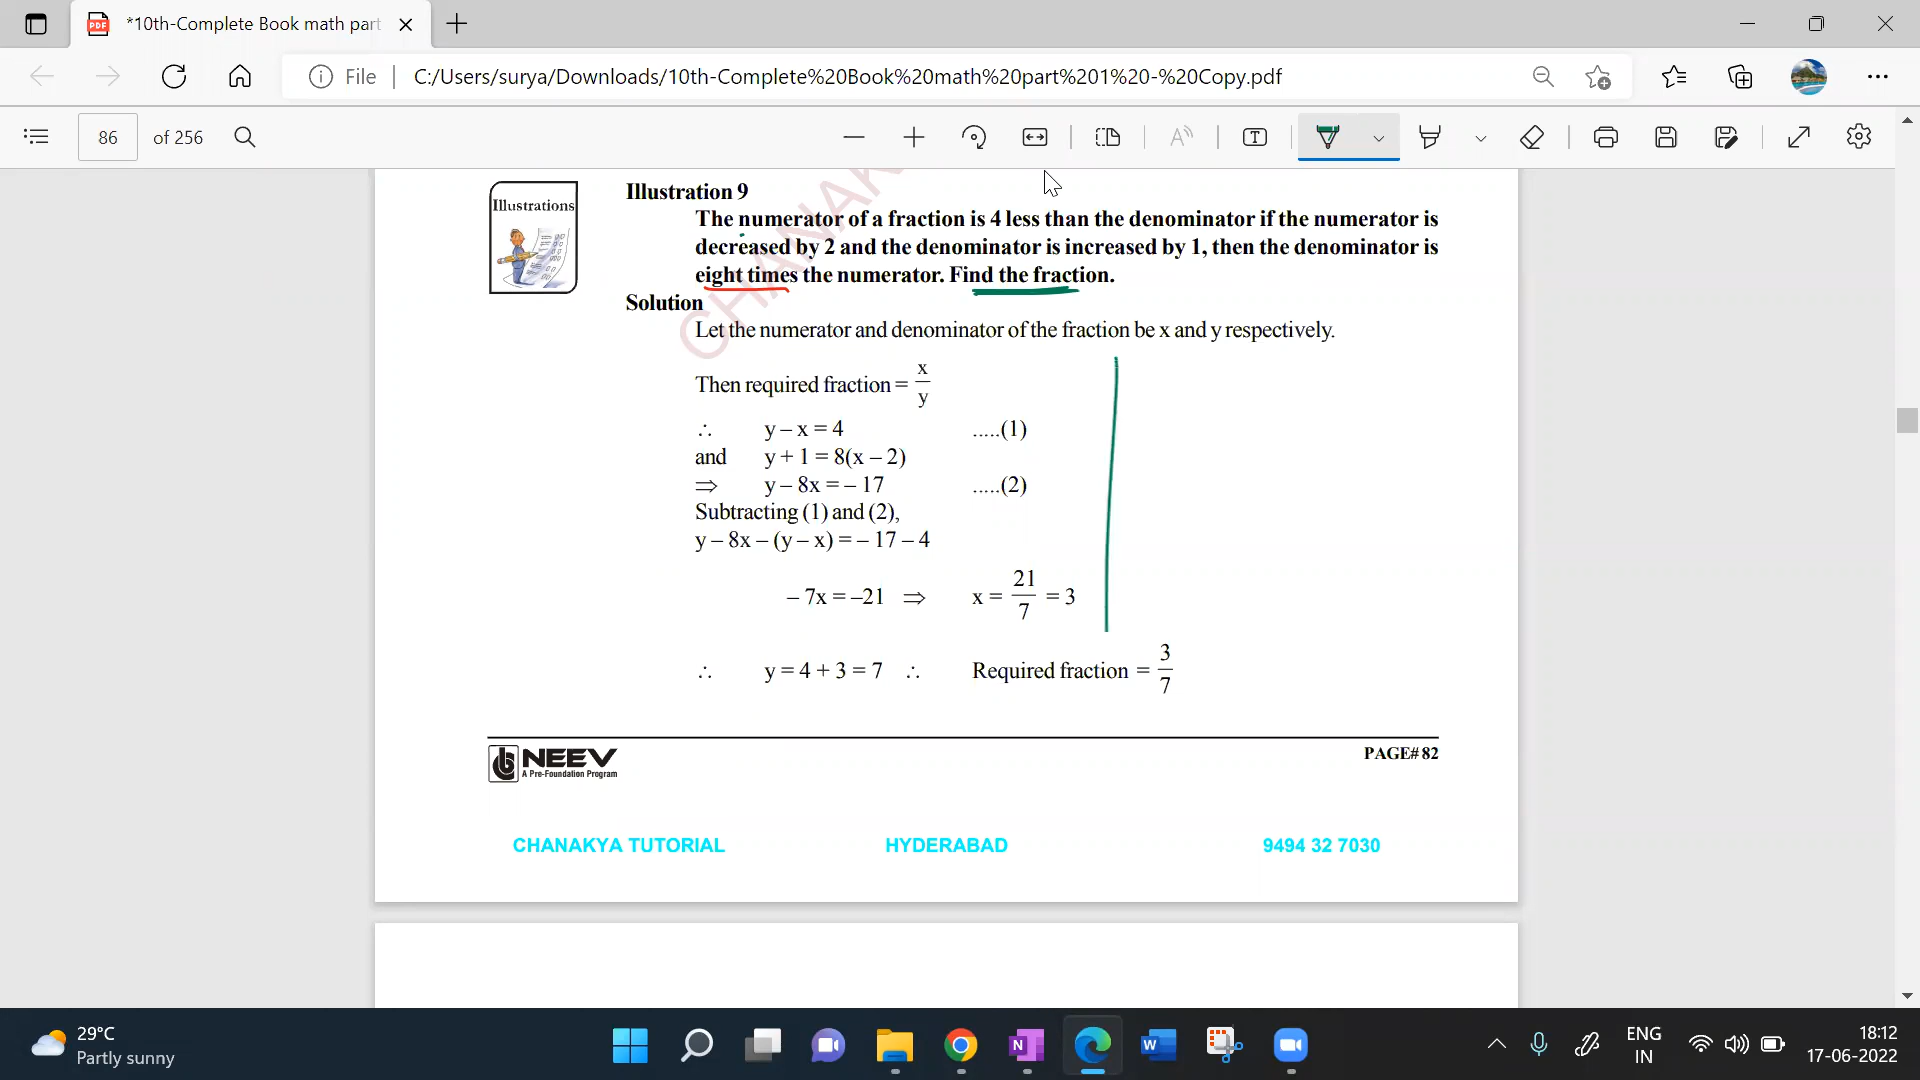 *10th-Complete Book math part
File
C:/Users/surya/Downloads/10th-Complete%20Book%20math%20part%201%20-%20Copy.pdf
86
of 256
Illustrations
Illustration 9
The numerator of a fraction is 4 less than the denominator if the numerator is
decreased by 2 and the denominator is increased by 1, then the denominator is
eight times the numerator. Find the fraction.
Solution
Let the numerator and denominator of the fraction be x and y respectively.
Then required fraction = x/y
∴ y – x = 4 .....(1)
and y + 1 = 8(x – 2)
⇒ y – 8x = – 17 .....(2)
Subtracting (1) and (2),
y – 8x – (y – x) = – 17 – 4
– 7x = –21 ⇒ x = 21/7 = 3
∴ y = 4 + 3 = 7 ∴ Required fraction = 3/7
NEEV
A Pre-Foundation Program
PAGE# 82
CHANAKYA TUTORIAL HYDERABAD 9494 32 7030
CHANAK
29°C
Partly sunny
ENG
IN
18:12
17-06-2022